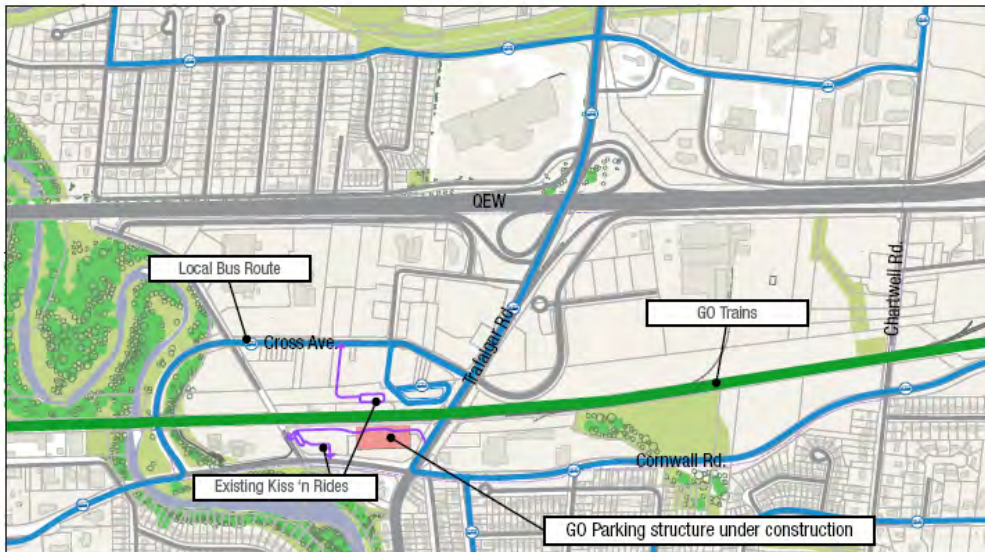 QEW
Local Bus Route
Cross Ave.
Trafalgar Rd.
GO Trains
Chartwell Rd.
Existing Kiss 'n Rides
Cornwall Rd.
GO Parking structure under construction